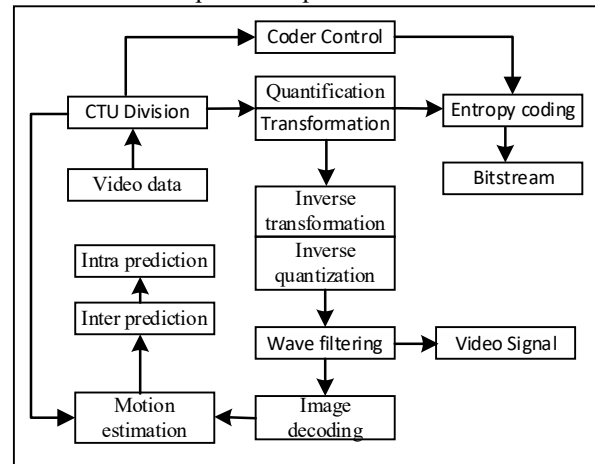 Coder Control
Quantification
CTU Division
Transformation
Entropy coding
Video data
Bitstream
Inverse
transformation
Intra prediction
Inverse
quantization
Inter prediction
Wave filtering
Video Signal
Motion
estimation
Image
decoding